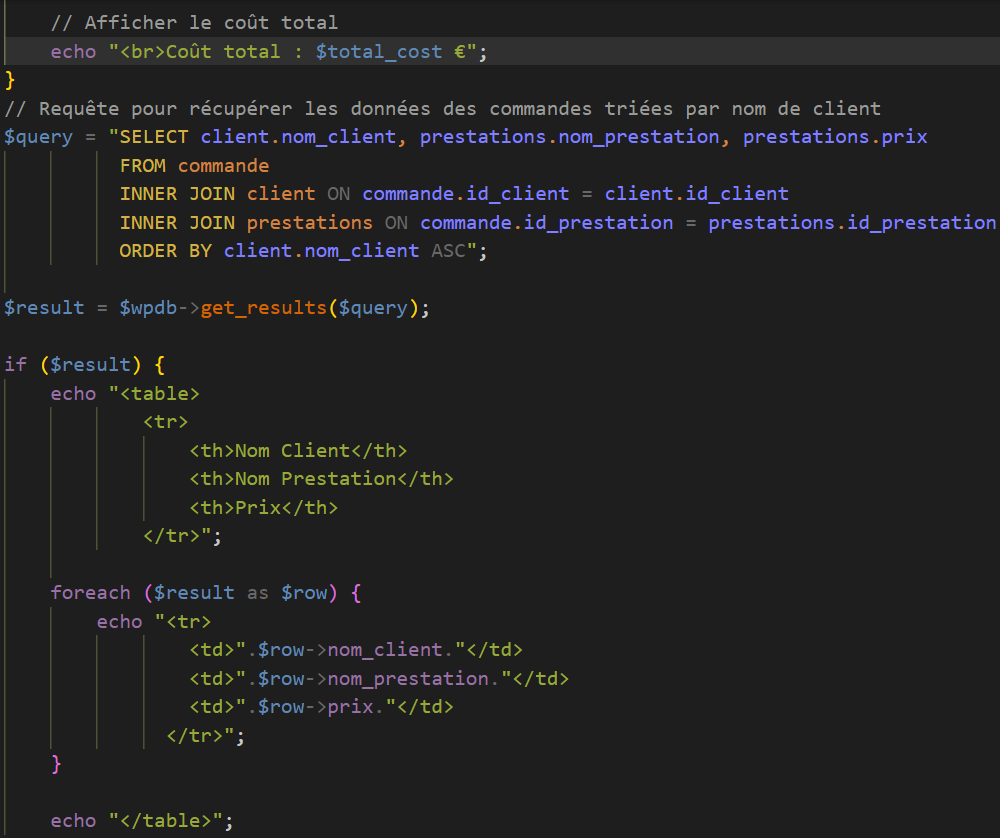 // Afficher le coût total
echo "<br>Coût total : $total_cost €";
}
// Requête pour récupérer les données des commandes triées par nom de client
$query = "SELECT client.nom_client, prestations.nom_prestation, prestations.prix
FROM commande
INNER JOIN client ON commande.id_client = client.id_client
INNER JOIN prestations ON commande.id_prestation = prestations.id_prestation
ORDER BY client.nom_client ASC";
$result = $wpdb->get_results($query);
if ($result) {
echo "<table>
<tr>
<th>Nom Client</th>
<th>Nom Prestation</th>
<th>Prix</th>
</tr>";
foreach ($result as $row) {
echo "<tr>
<td>".$row->nom_client."</td>
<td>".$row->nom_prestation."</td>
<td>".$row->prix."</td>
</tr>";
}
echo "</table>";